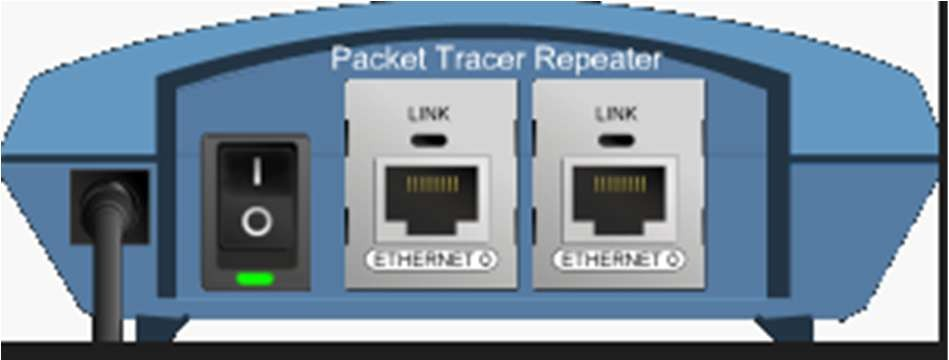 Packet Tracer Repeater
LINK
LINK
ETHERNET 0
ETHERNET 0